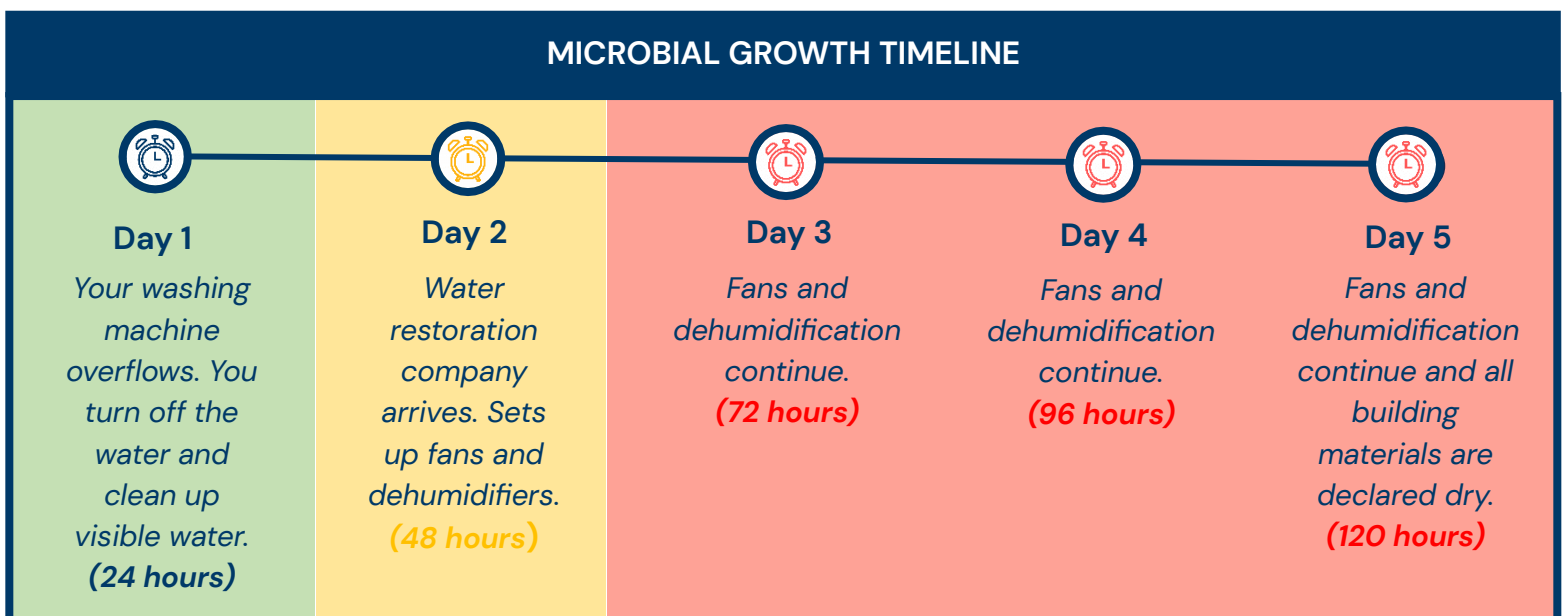 MICROBIAL GROWTH TIMELINE
Day 1
Your washing
machine
overflows. You
turn off the
water and
clean up
visible water.
(24 hours)
Day 2
Water
restoration
company
arrives. Sets
up fans and
dehumidifiers.
(48 hours)
Day 3
Fans and
dehumidification
continue.
(72 hours)
Day 4
Fans and
dehumidification
continue.
(96 hours)
Day 5
Fans and
dehumidification
continue and all
building
materials are
declared dry.
(120 hours)